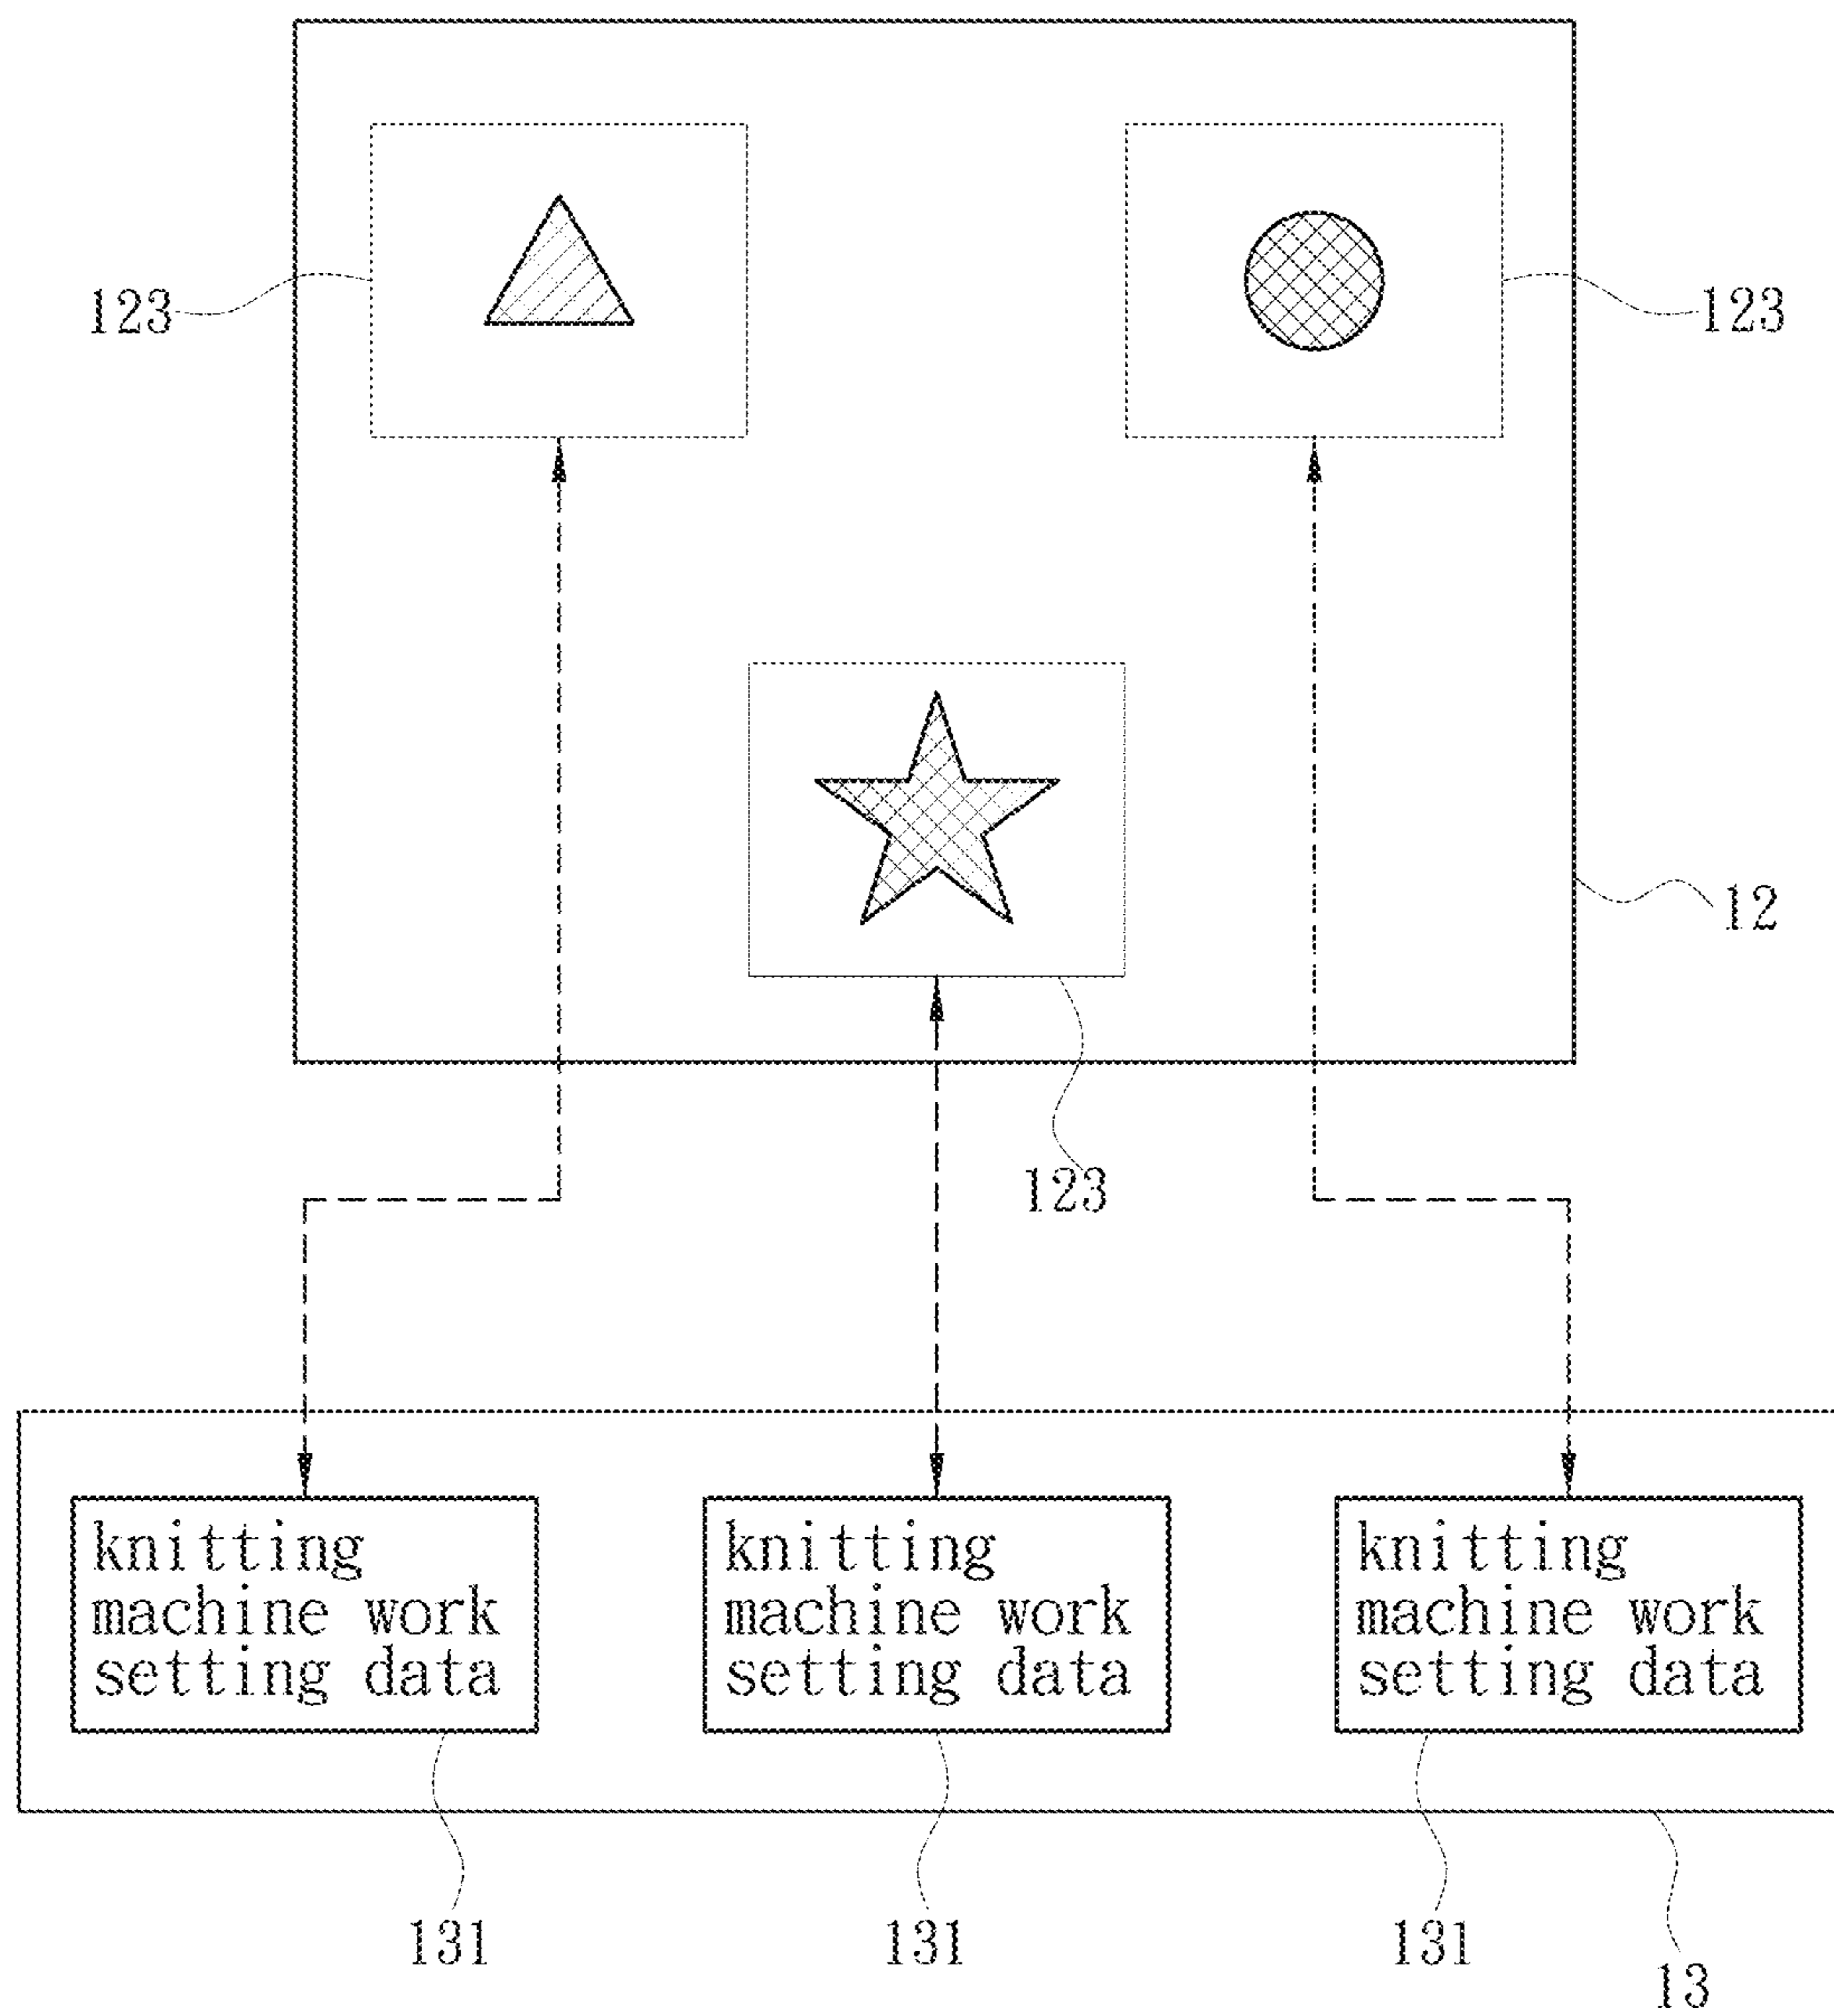 123
123
12
123
knitting
machine work
setting data
knitting
machine work
setting data
knitting
machine work
setting data
131
131
131
13